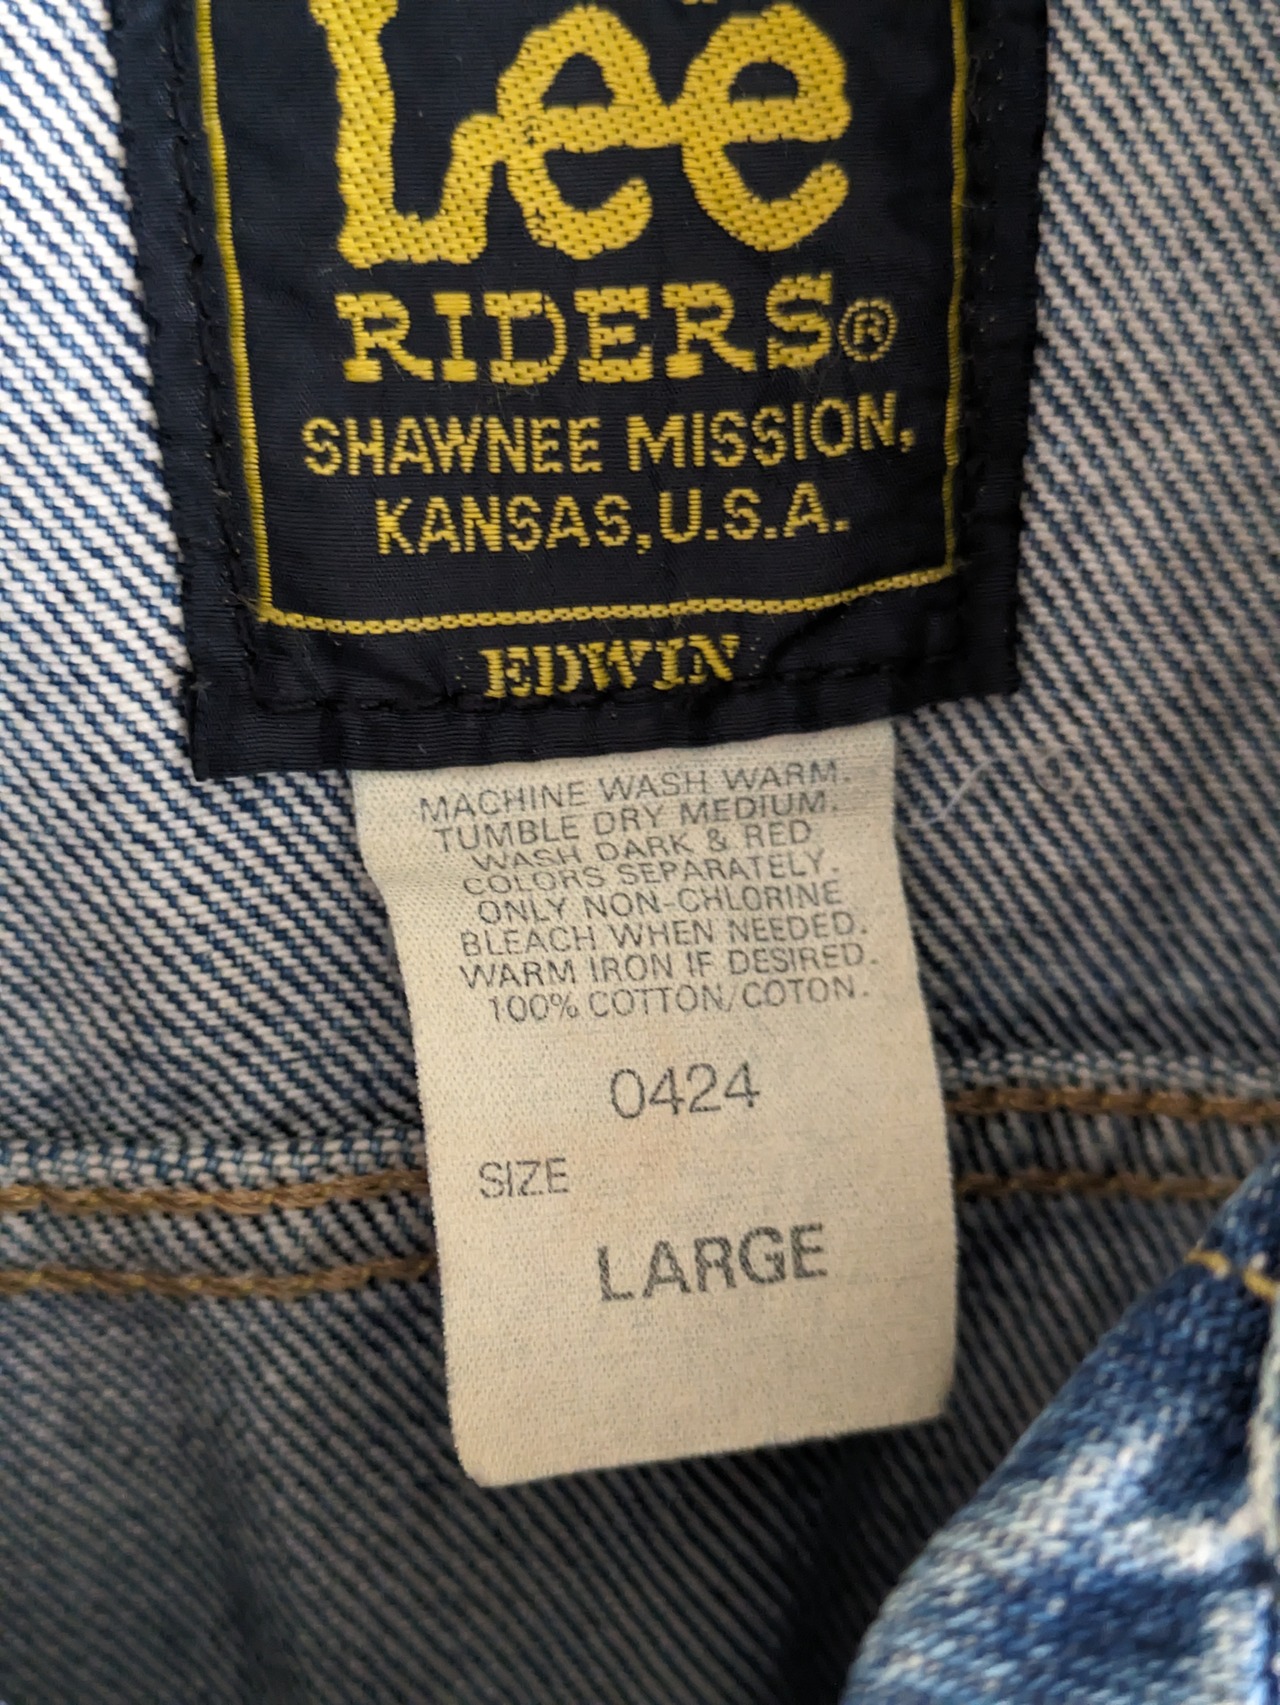 Lee
RIDERS®
SHAWNEE MISSION,
KANSAS, U.S.A.
EDWIN
MACHINE WASH WARM.
TUMBLE DRY MEDIUM.
WASH DARK & RED
COLORS SEPARATELY.
ONLY NON-CHLORINE
BLEACH WHEN NEEDED.
WARM IRON IF DESIRED.
100% COTTON/COTON.
0424
SIZE
LARGE